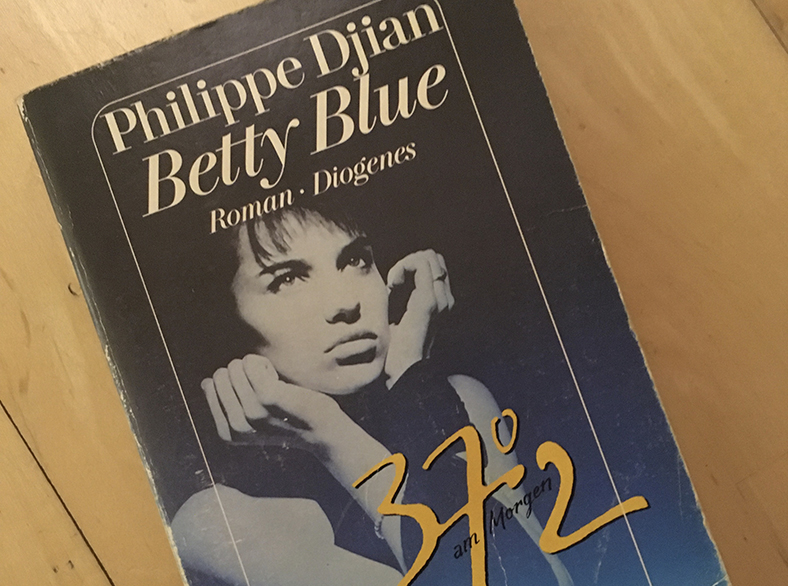 Philippe Djian
Betty Blue
Roman · Diogenes
37°2
am Morgen